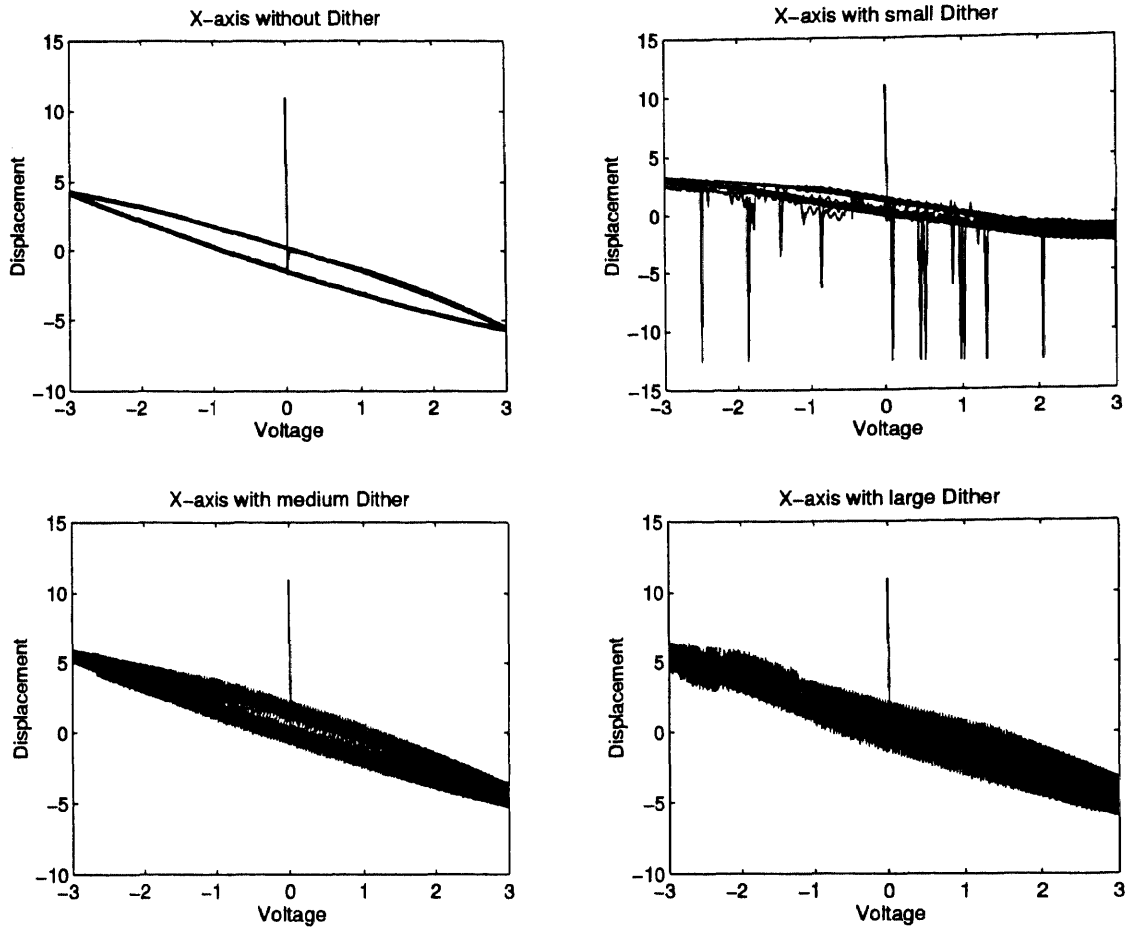 X-axis without Dither
15
10
5
0
-5
-10
-3 -2 -1 0 1 2 3
Displacement
Voltage
X-axis with small Dither
15
10
5
0
-5
-10
-15
-3 -2 -1 0 1 2 3
Displacement
Voltage
X-axis with medium Dither
15
10
5
0
-5
-10
-3 -2 -1 0 1 2 3
Displacement
Voltage
X-axis with large Dither
15
10
5
0
-5
-10
-3 -2 -1 0 1 2 3
Displacement
Voltage